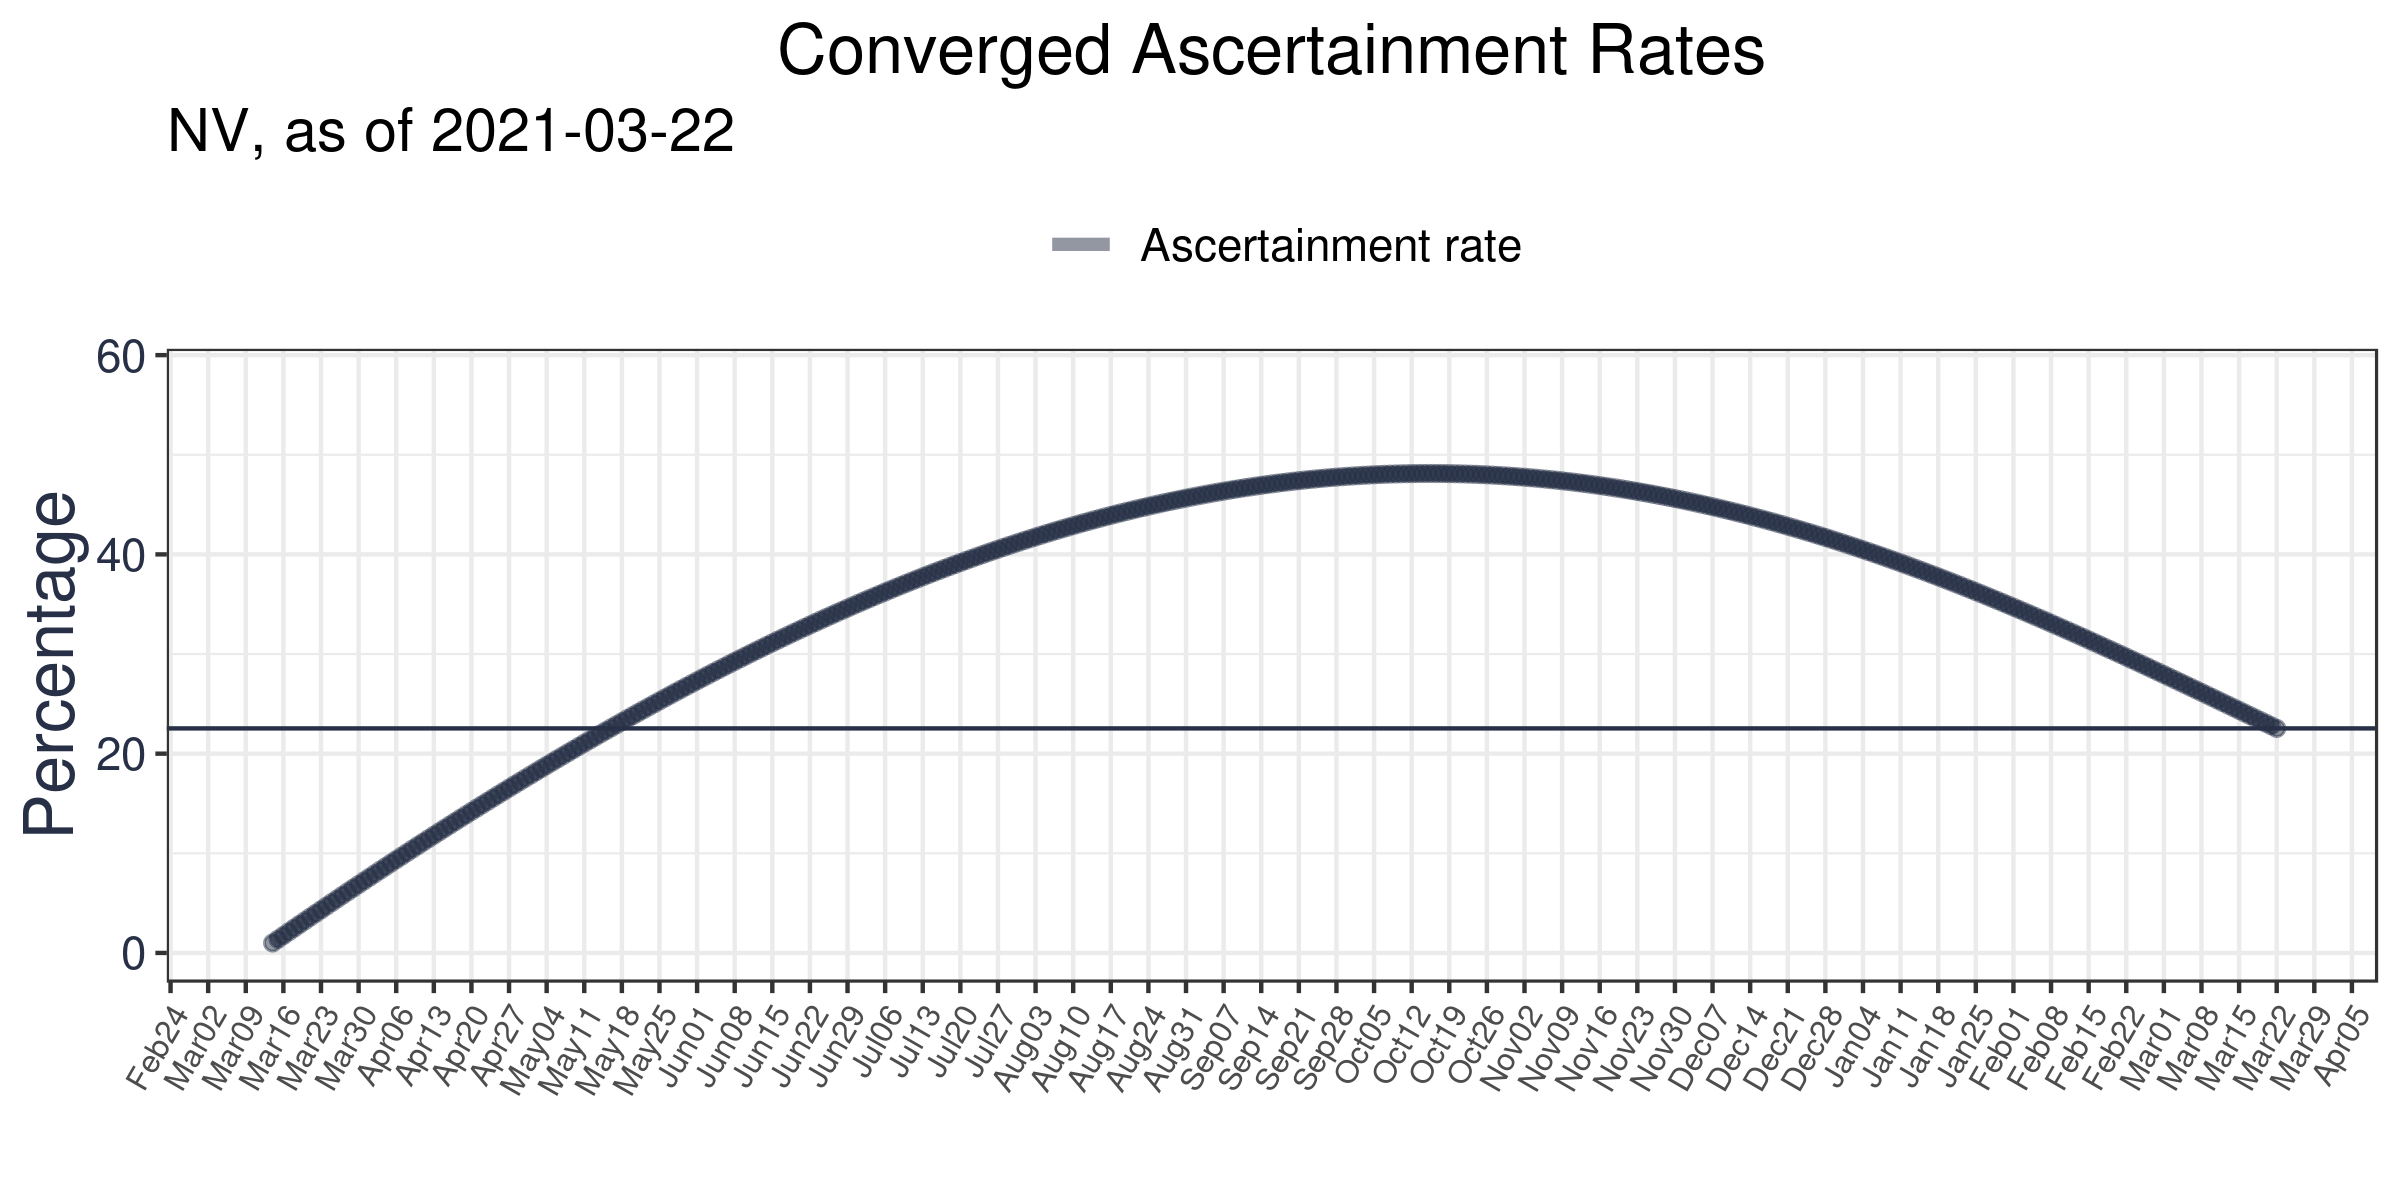 Converged Ascertainment Rates
NV, as of 2021-03-22
Ascertainment rate
Percentage
60
40
20
0
Feb24
Mar02
Mar09
Mar16
Mar23
Mar30
Apr06
Apr13
Apr20
Apr27
May04
May11
May18
May25
Jun01
Jun08
Jun15
Jun22
Jun29
Jul06
Jul13
Jul20
Jul27
Aug03
Aug10
Aug17
Aug24
Aug31
Sep07
Sep14
Sep21
Sep28
Oct05
Oct12
Oct19
Oct26
Nov02
Nov09
Nov16
Nov23
Nov30
Dec07
Dec14
Dec21
Dec28
Jan04
Jan11
Jan18
Jan25
Feb01
Feb08
Feb15
Feb22
Mar01
Mar08
Mar15
Mar22
Mar29
Apr05